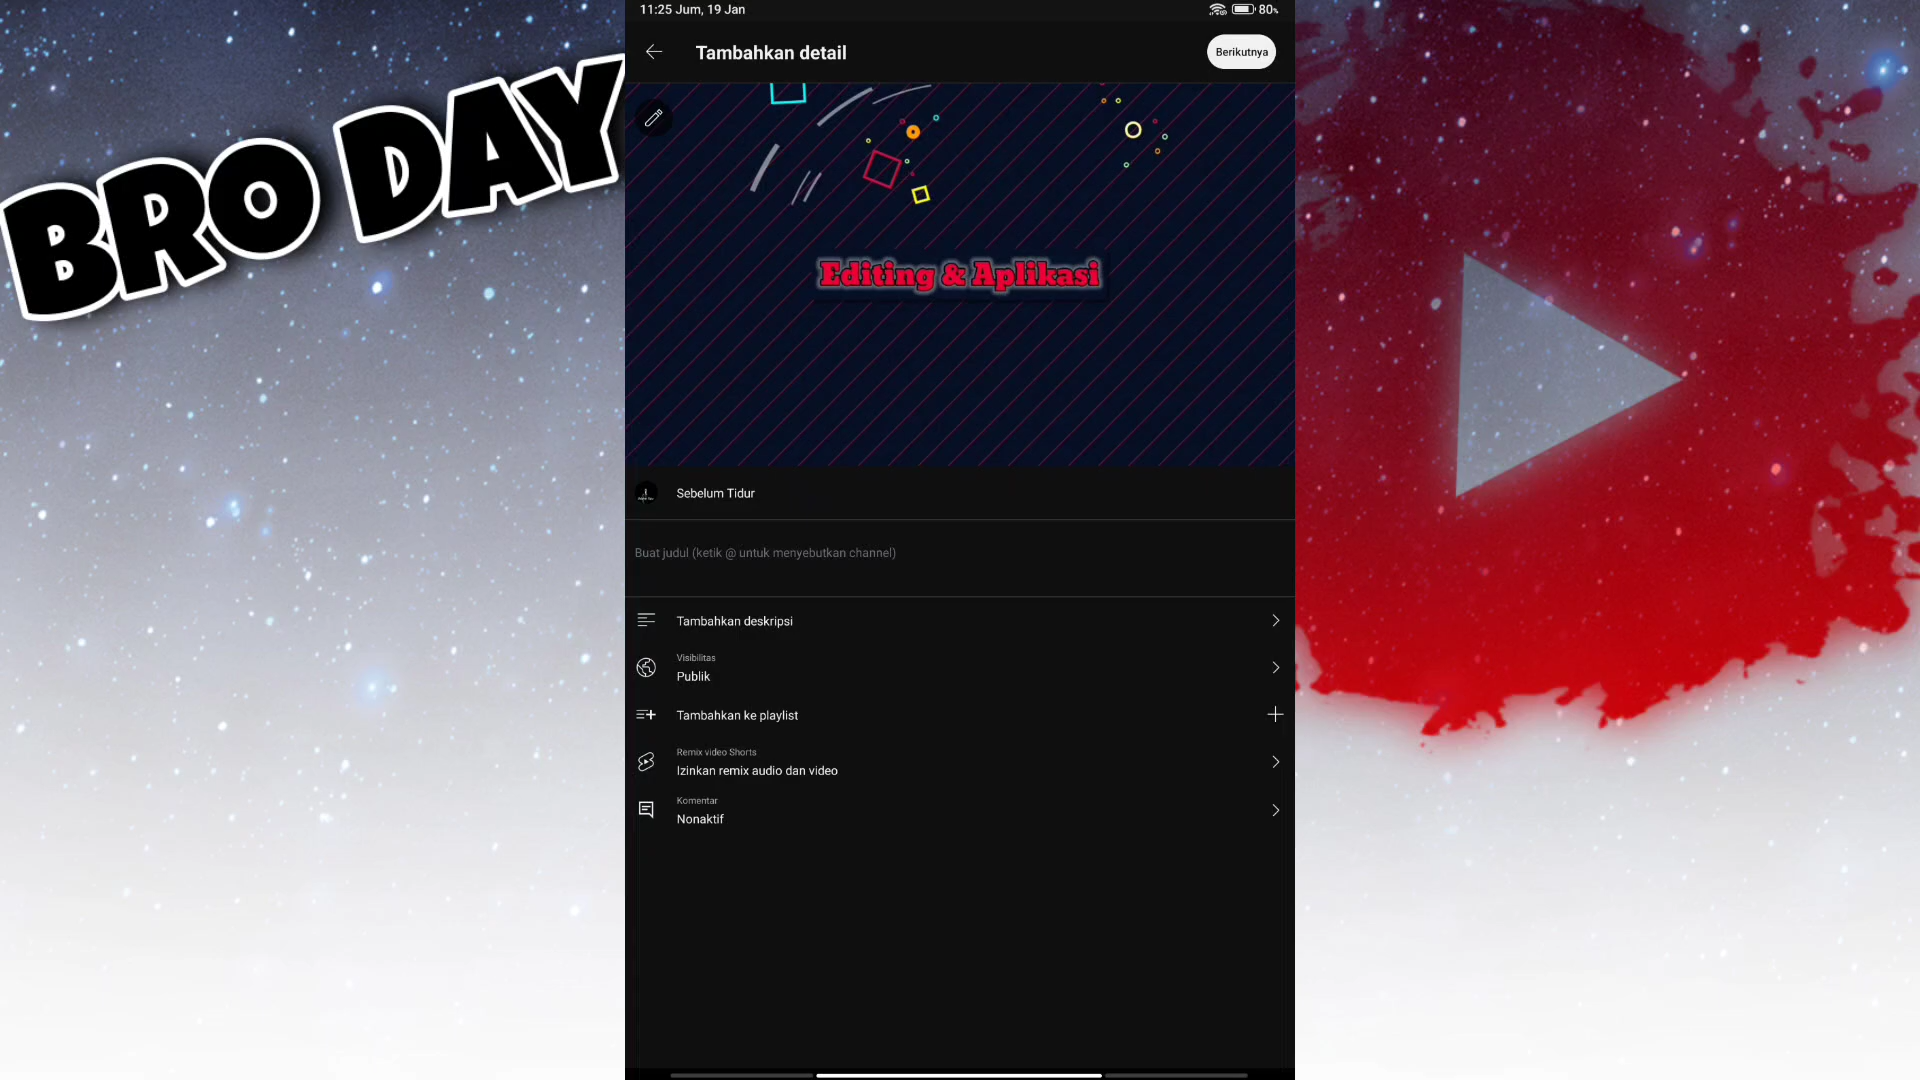 11:25 Jum, 19 Jan
80%
Tambahkan detail
Berikutnya
BRO DAY
Editing & Aplikasi
Sebelum Tidur
Buat judul (ketik @ untuk menyebutkan channel)
Tambahkan deskripsi
Visibilitas
Publik
Tambahkan ke playlist
Remix video Shorts
Izinkan remix audio dan video
Komentar
Nonaktif